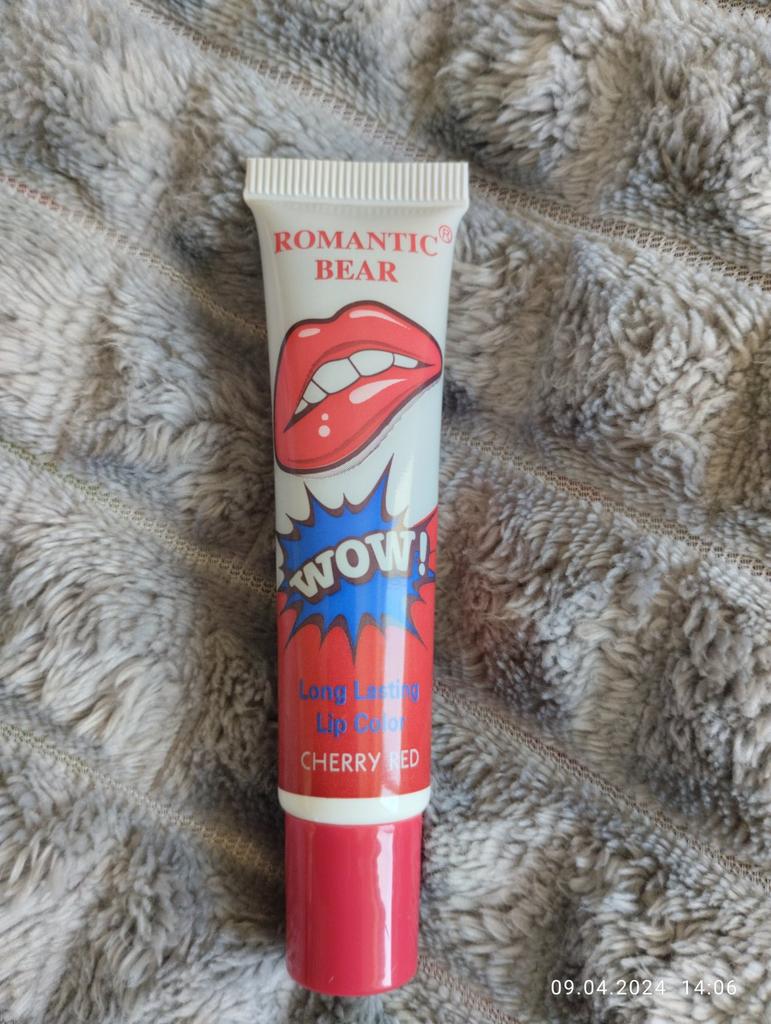 ROMANTIC®
BEAR
WOW!
Long Lasting
Lip Color
CHERRY RED
09.04.2024 14:06